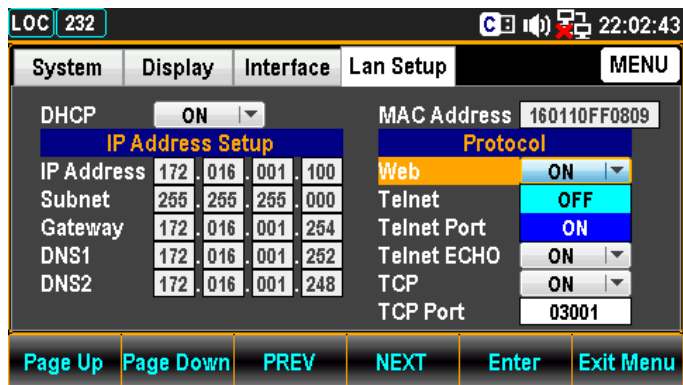 LOC 232 C 22:02:43
System Display Interface Lan Setup MENU
DHCP ON MAC Address 160110FF0809
IP Address Setup Protocol
IP Address 172 . 016 . 001 . 100 Web ON
Subnet 255 . 255 . 255 . 000 Telnet OFF
Gateway 172 . 016 . 001 . 254 Telnet Port ON
DNS1 172 . 016 . 001 . 252 Telnet ECHO ON
DNS2 172 . 016 . 001 . 248 TCP ON
TCP Port 03001
Page Up Page Down PREV NEXT Enter Exit Menu